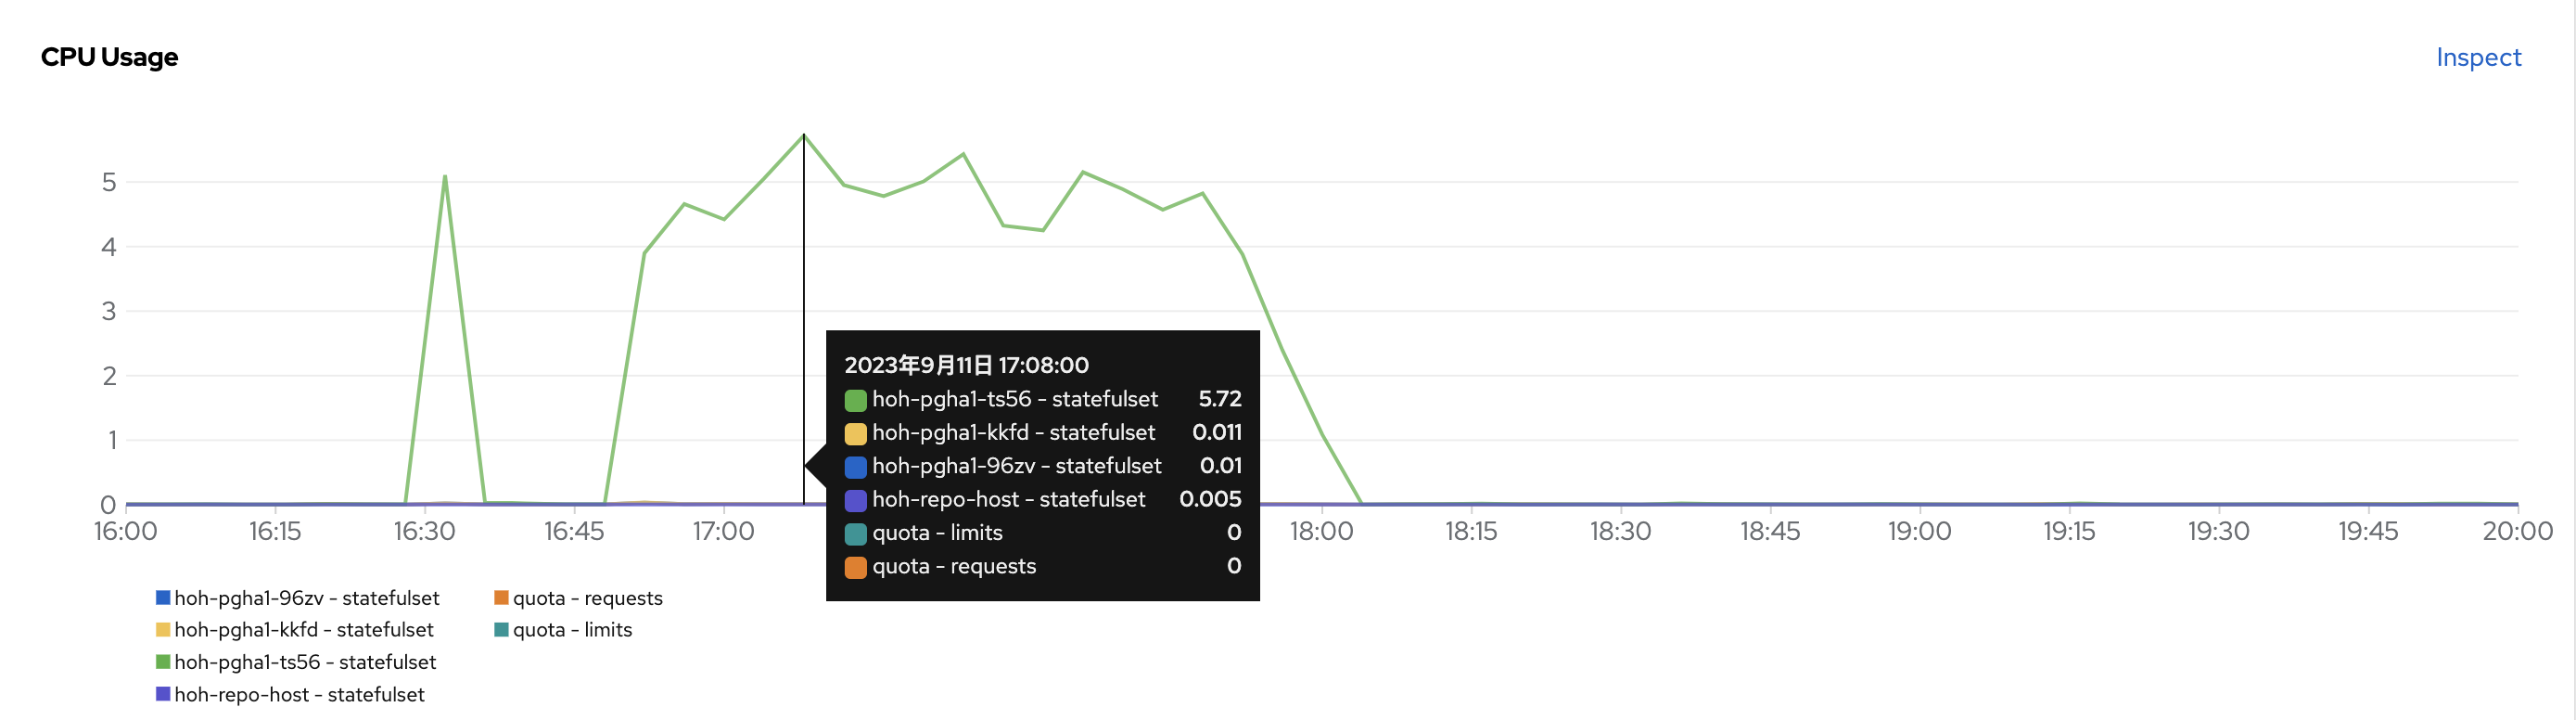 CPU Usage
Inspect
5
4
3
2
1
0
16:00 16:15 16:30 16:45 17:00 18:00 18:15 18:30 18:45 19:00 19:15 19:30 19:45 20:00
2023年9月11日 17:08:00
hoh-pgha1-ts56 - statefulset 5.72
hoh-pgha1-kkfd - statefulset 0.011
hoh-pgha1-96zv - statefulset 0.01
hoh-repo-host - statefulset 0.005
quota - limits 0
quota - requests 0
hoh-pgha1-96zv - statefulset
hoh-pgha1-kkfd - statefulset
hoh-pgha1-ts56 - statefulset
hoh-repo-host - statefulset
quota - requests
quota - limits